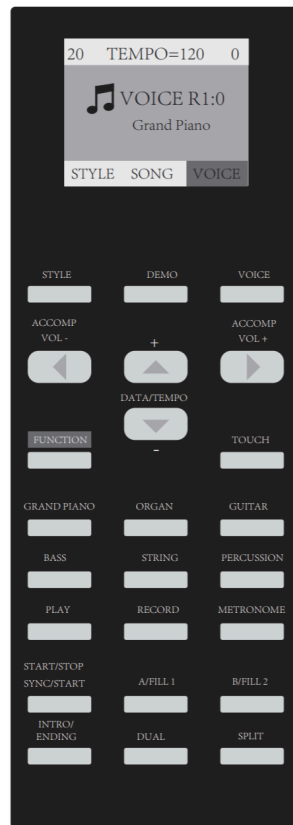 20 TEMPO=120 0
VOICE R1:0
Grand Piano
STYLE SONG VOICE
STYLE DEMO VOICE
ACCOMP VOL - + ACCOMP VOL +
DATA/TEMPO
FUNCTION - TOUCH
GRAND PIANO ORGAN GUITAR
BASS STRING PERCUSSION
PLAY RECORD METRONOME
START/STOP
SYNC/START A/FILL 1 B/FILL 2
INTRO/
ENDING DUAL SPLIT